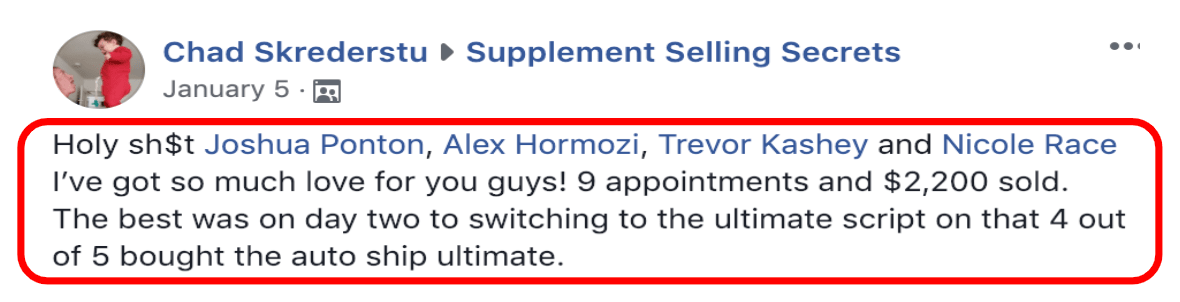 Chad Skrederstu ▸ Supplement Selling Secrets
January 5 ·
Holy sh$t Joshua Ponton, Alex Hormozi, Trevor Kashey and Nicole Race
I’ve got so much love for you guys! 9 appointments and $2,200 sold.
The best was on day two to switching to the ultimate script on that 4 out
of 5 bought the auto ship ultimate.